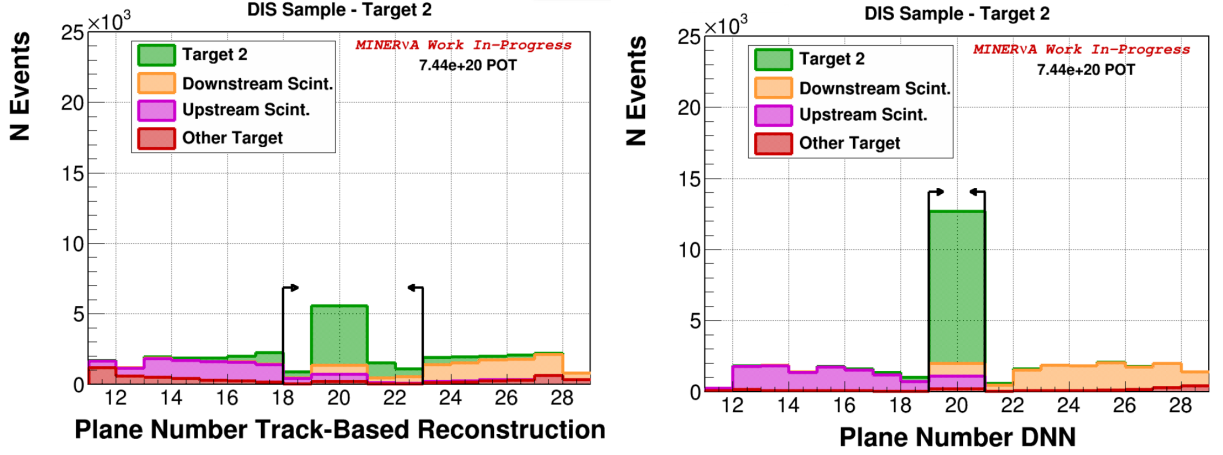 DIS Sample - Target 2
×10³
25
20
15
10
5
0
N Events
Target 2
Downstream Scint.
Upstream Scint.
Other Target
MINERνA Work In-Progress
7.44e+20 POT
12 14 16 18 20 22 24 26 28
Plane Number Track-Based Reconstruction
DIS Sample - Target 2
×10³
25
20
15
10
5
0
N Events
Target 2
Downstream Scint.
Upstream Scint.
Other Target
MINERνA Work In-Progress
7.44e+20 POT
12 14 16 18 20 22 24 26 28
Plane Number DNN